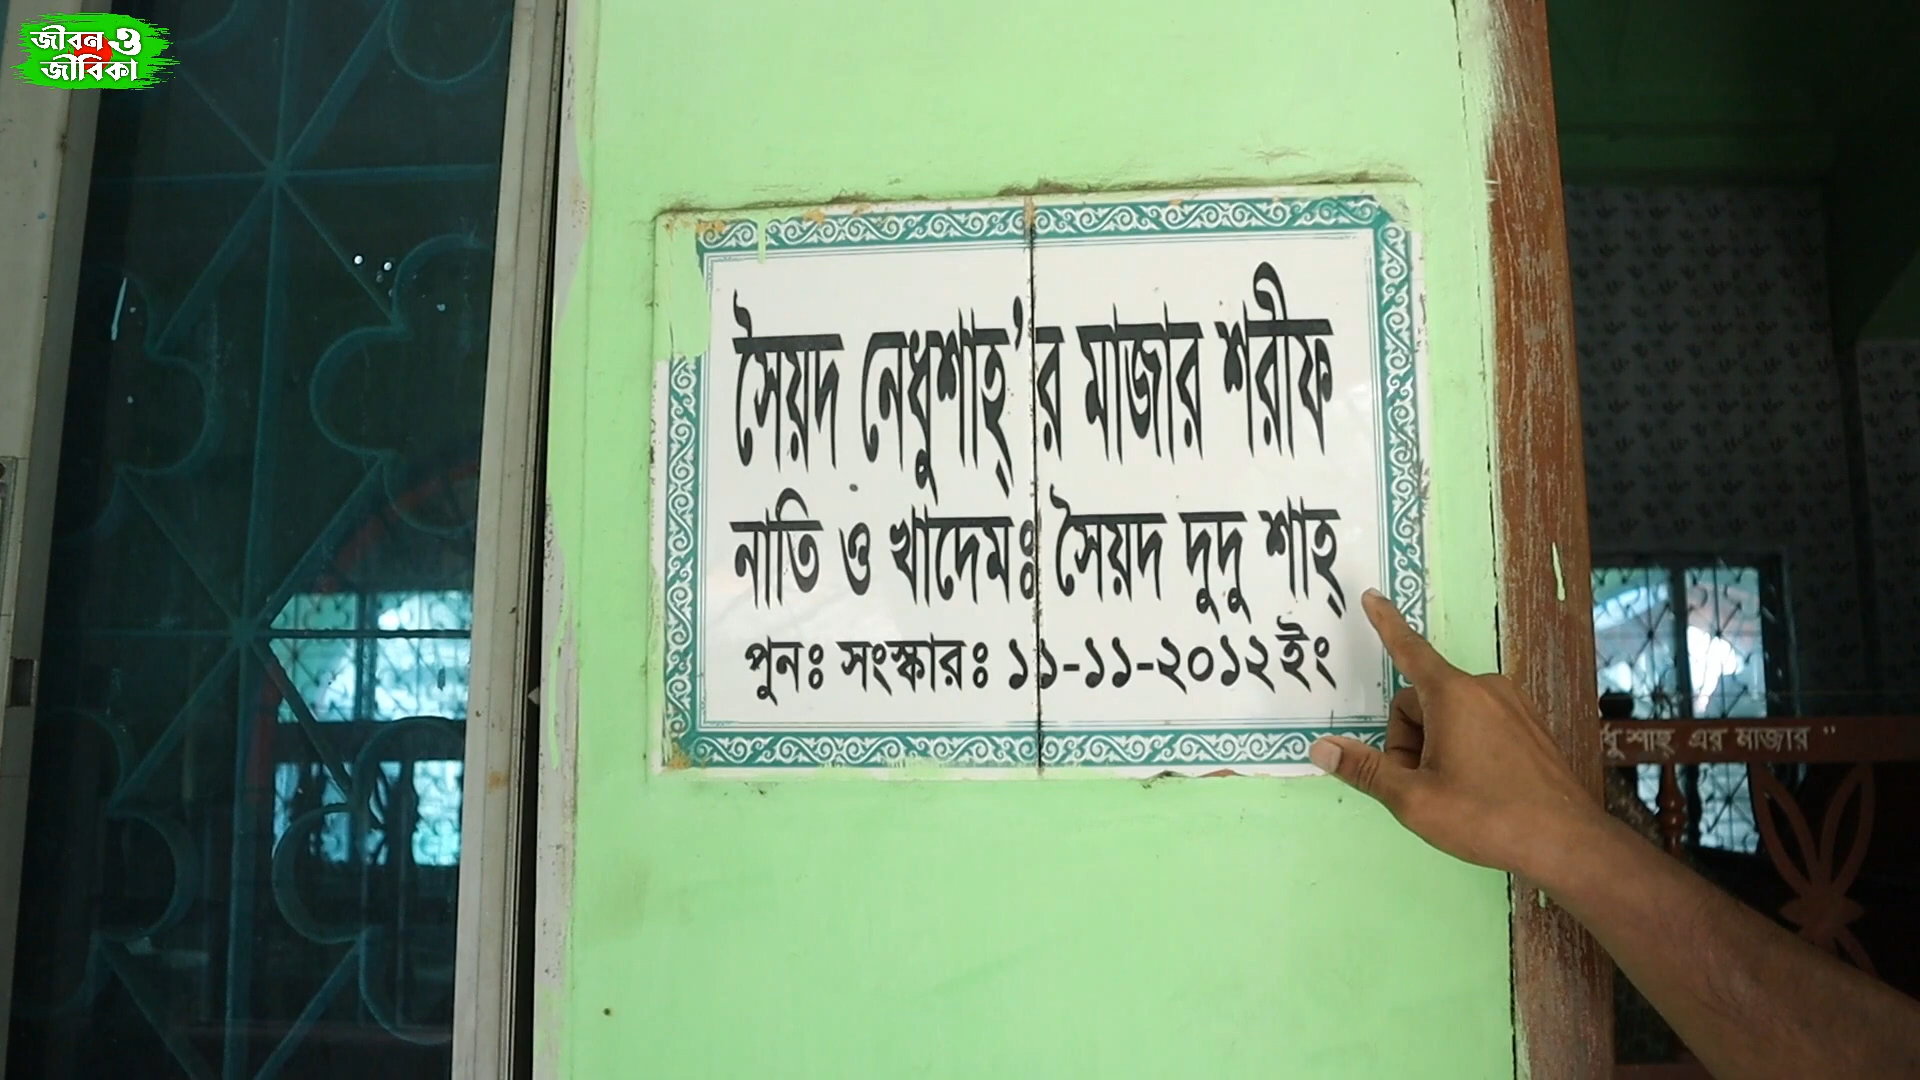 জীবন ও
জীবিকা
সৈয়দ নেধুশাহ্’র মাজার শরীফ
নাতি ও খাদেমঃ সৈয়দ দুদু শাহ্
পুনঃ সংস্কারঃ ১১-১১-২০১২ইং
ধুশাহ্ এর মাজার "